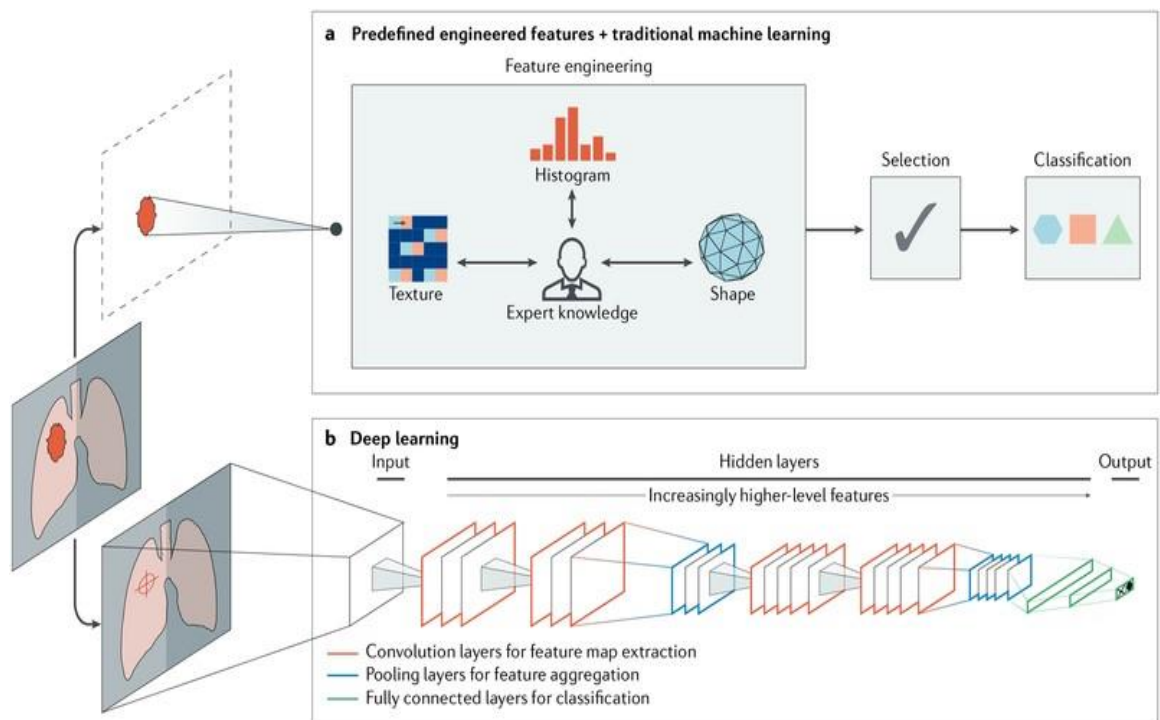 a Predefined engineered features + traditional machine learning
Feature engineering
Histogram
Texture
Expert knowledge
Shape
Selection
Classification
b Deep learning
Input
Hidden layers
Output
Increasingly higher-level features
Convolution layers for feature map extraction
Pooling layers for feature aggregation
Fully connected layers for classification